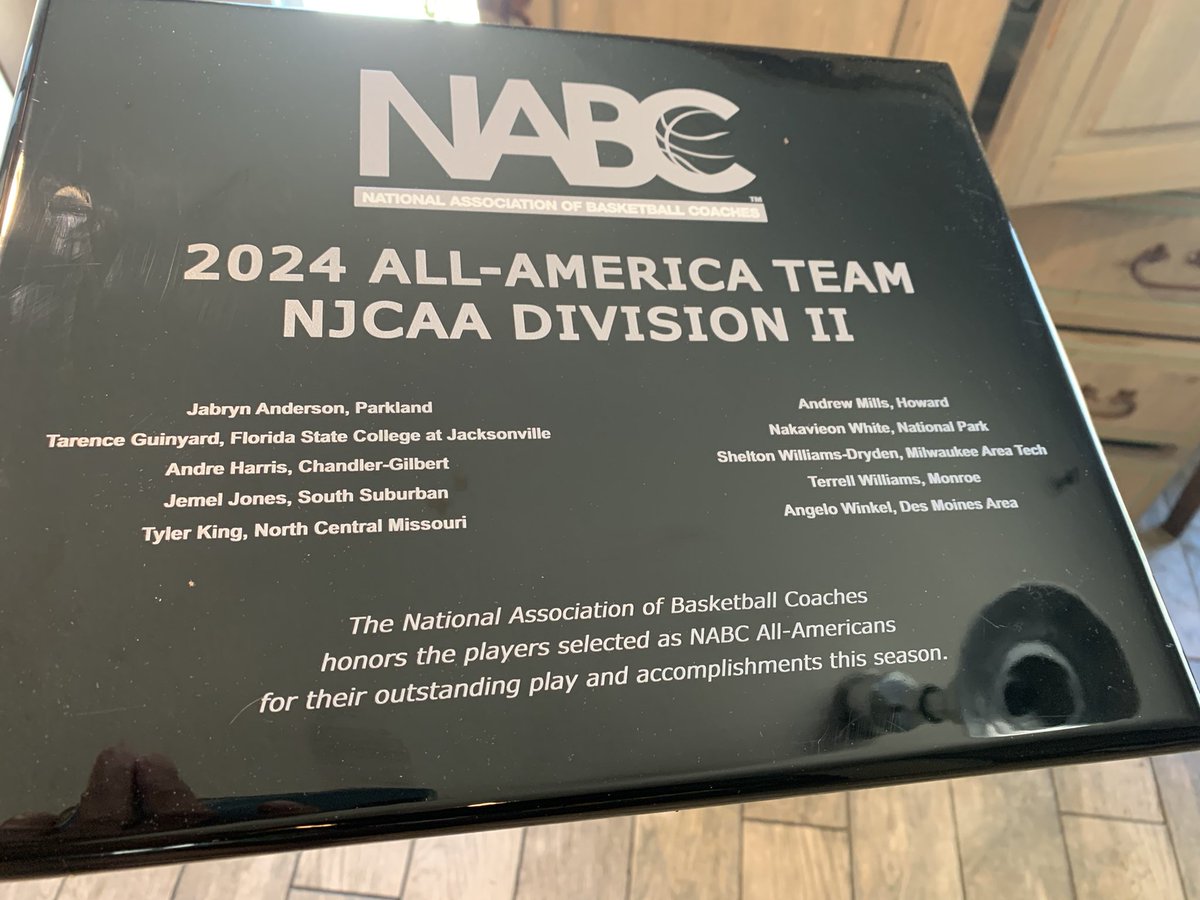 NABC
NATIONAL ASSOCIATION OF BASKETBALL COACHES™
2024 ALL-AMERICA TEAM
NJCAA DIVISION II
Jabryn Anderson, Parkland
Tarence Guinyard, Florida State College at Jacksonville
Andre Harris, Chandler-Gilbert
Jemel Jones, South Suburban
Tyler King, North Central Missouri
Andrew Mills, Howard
Nakavieon White, National Park
Shelton Williams-Dryden, Milwaukee Area Tech
Terrell Williams, Monroe
Angelo Winkel, Des Moines Area
The National Association of Basketball Coaches
honors the players selected as NABC All-Americans
for their outstanding play and accomplishments this season.